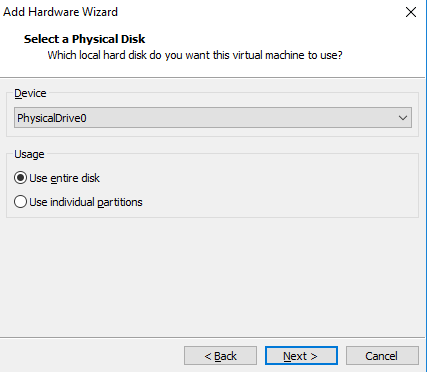 Add Hardware Wizard
Select a Physical Disk
Which local hard disk do you want this virtual machine to use?
Device
PhysicalDrive0
Usage
Use entire disk
Use individual partitions
< Back
Next >
Cancel